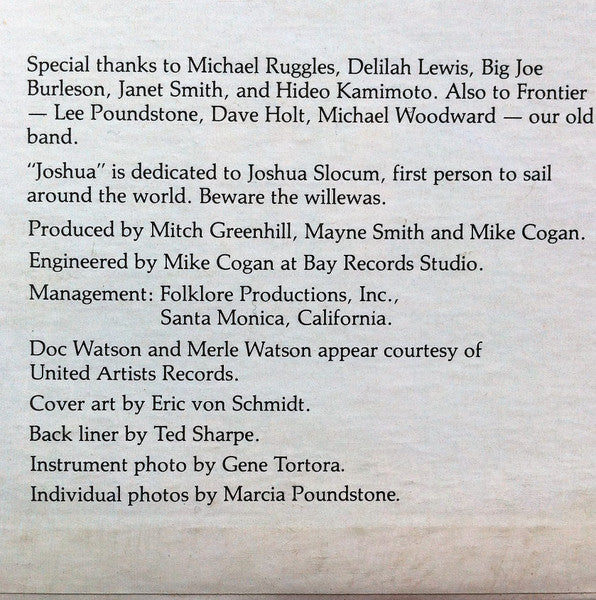 Special thanks to Michael Ruggles, Delilah Lewis, Big Joe
Burleson, Janet Smith, and Hideo Kamimoto. Also to Frontier
— Lee Poundstone, Dave Holt, Michael Woodward — our old
band.
"Joshua" is dedicated to Joshua Slocum, first person to sail
around the world. Beware the willewas.
Produced by Mitch Greenhill, Mayne Smith and Mike Cogan.
Engineered by Mike Cogan at Bay Records Studio.
Management: Folklore Productions, Inc.,
Santa Monica, California.
Doc Watson and Merle Watson appear courtesy of
United Artists Records.
Cover art by Eric von Schmidt.
Back liner by Ted Sharpe.
Instrument photo by Gene Tortora.
Individual photos by Marcia Poundstone.